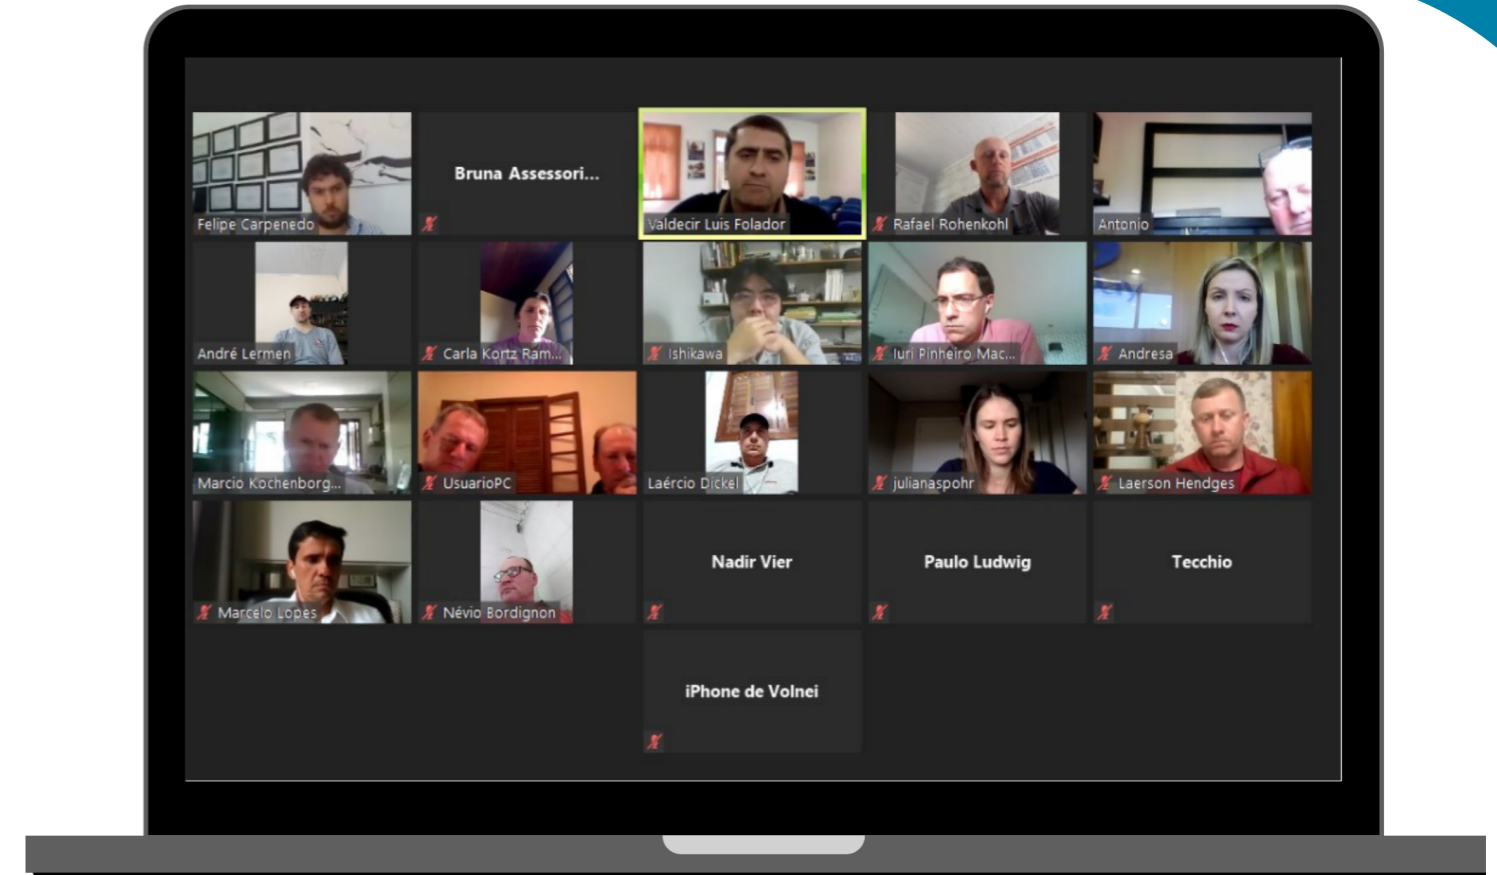 Felipe Carpenedo
Bruna Assessori...
Valdecir Luis Folador
Rafael Rohenkohl
Antonio
André Lermen
Carla Kortz Ram...
Ishikawa
Iuri Pinheiro Mac...
Andresa
Marcio Kochenborg...
UsuarioPC
Laércio Dickel
julianaspohr
Laerson Hendges
Marcelo Lopes
Névio Bordignon
Nadir Vier
Paulo Ludwig
Tecchio
iPhone de Volnei